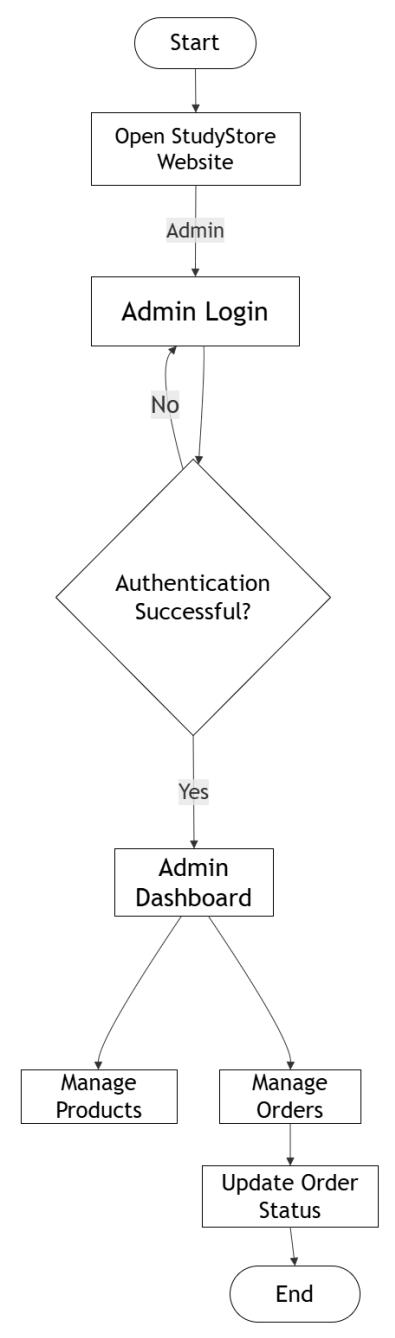 Start
Open StudyStore
Website
Admin
Admin Login
No
Authentication
Successful?
Yes
Admin
Dashboard
Manage
Products
Manage
Orders
Update Order
Status
End